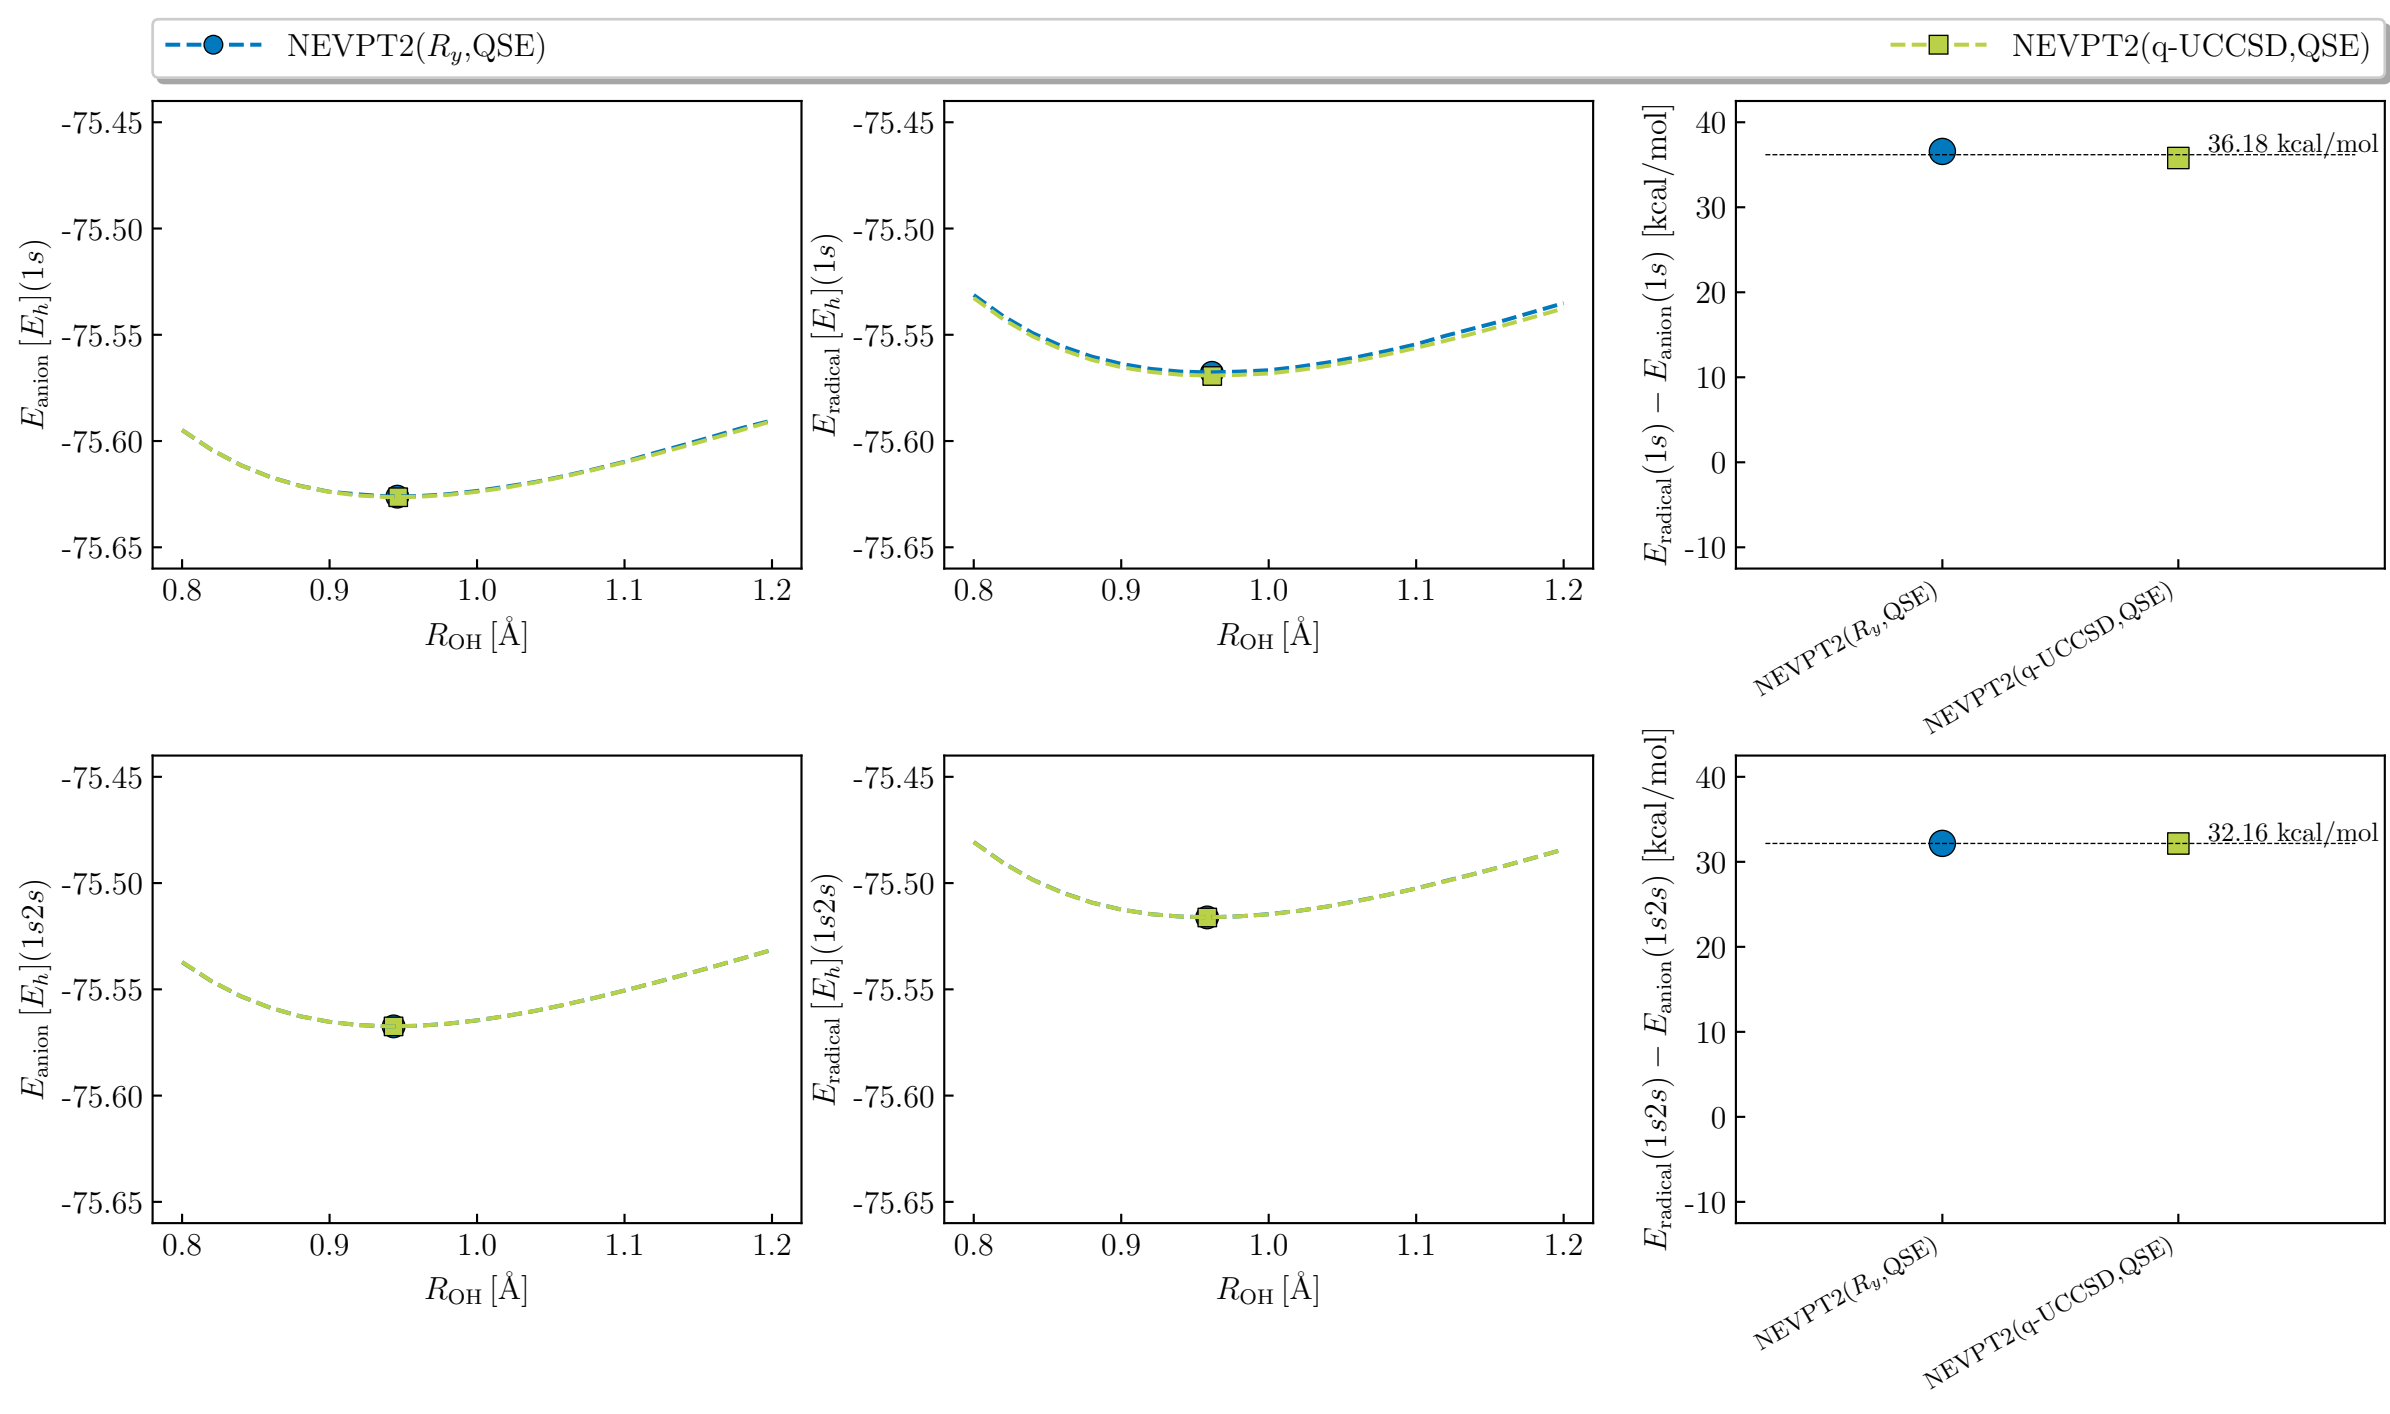 NEVPT2(R_y,QSE) NEVPT2(q-UCCSD,QSE)
E_anion [E_h](1s)
-75.45
-75.50
-75.55
-75.60
-75.65
0.8 0.9 1.0 1.1 1.2
R_OH [Å]
E_radical [E_h](1s)
-75.45
-75.50
-75.55
-75.60
-75.65
0.8 0.9 1.0 1.1 1.2
R_OH [Å]
E_radical(1s) − E_anion(1s) [kcal/mol]
40
30
20
10
0
-10
36.18 kcal/mol
NEVPT2(R_y,QSE)
NEVPT2(q-UCCSD,QSE)
E_anion [E_h](1s2s)
-75.45
-75.50
-75.55
-75.60
-75.65
0.8 0.9 1.0 1.1 1.2
R_OH [Å]
E_radical [E_h](1s2s)
-75.45
-75.50
-75.55
-75.60
-75.65
0.8 0.9 1.0 1.1 1.2
R_OH [Å]
E_radical(1s2s) − E_anion(1s2s) [kcal/mol]
40
30
20
10
0
-10
32.16 kcal/mol
NEVPT2(R_y,QSE)
NEVPT2(q-UCCSD,QSE)